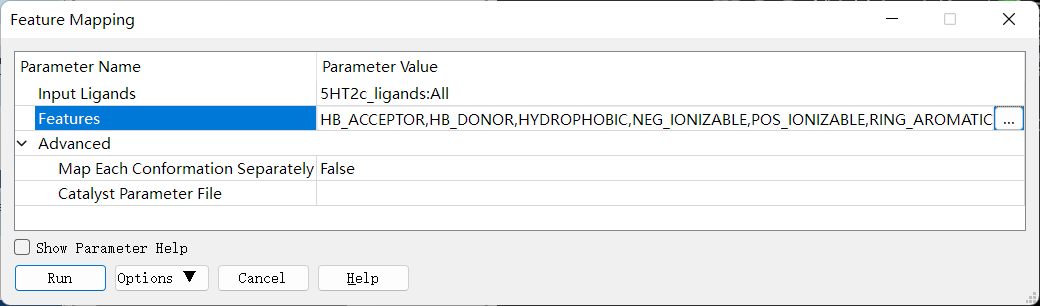 Feature Mapping
Parameter Name Parameter Value
Input Ligands 5HT2c_ligands:All
Features HB_ACCEPTOR,HB_DONOR,HYDROPHOBIC,NEG_IONIZABLE,POS_IONIZABLE,RING_AROMATIC ...
Advanced
Map Each Conformation Separately False
Catalyst Parameter File
Show Parameter Help
Run Options ▼ Cancel Help